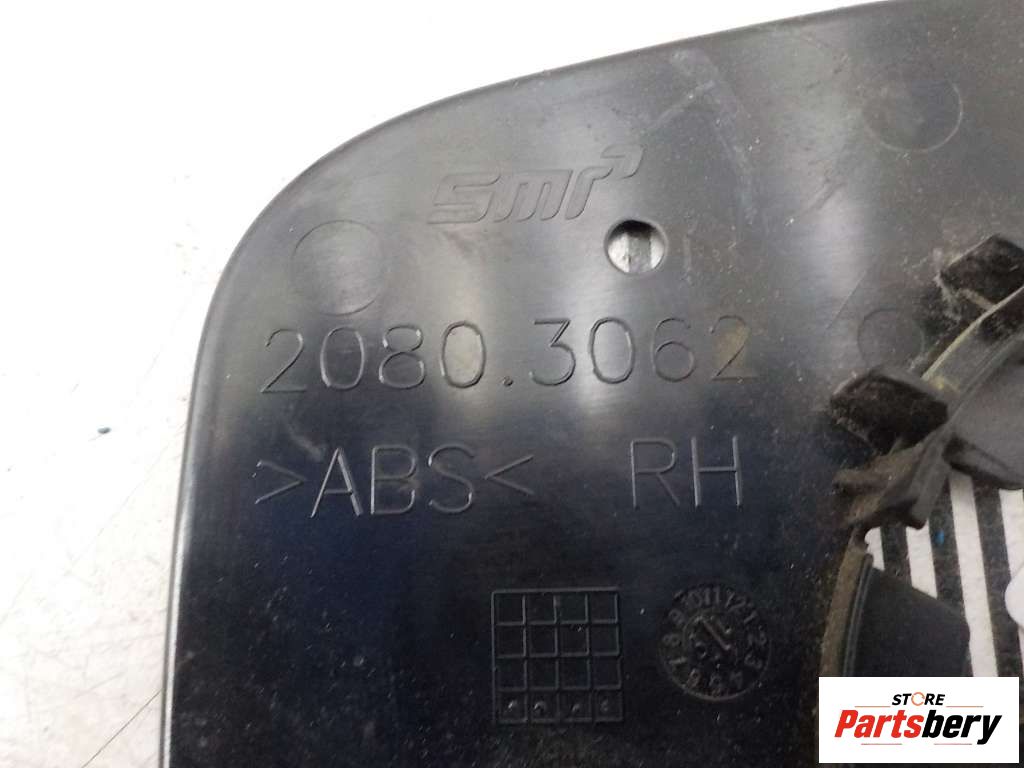 smr
2080.3062
>ABS< RH
STORE
Partsbery